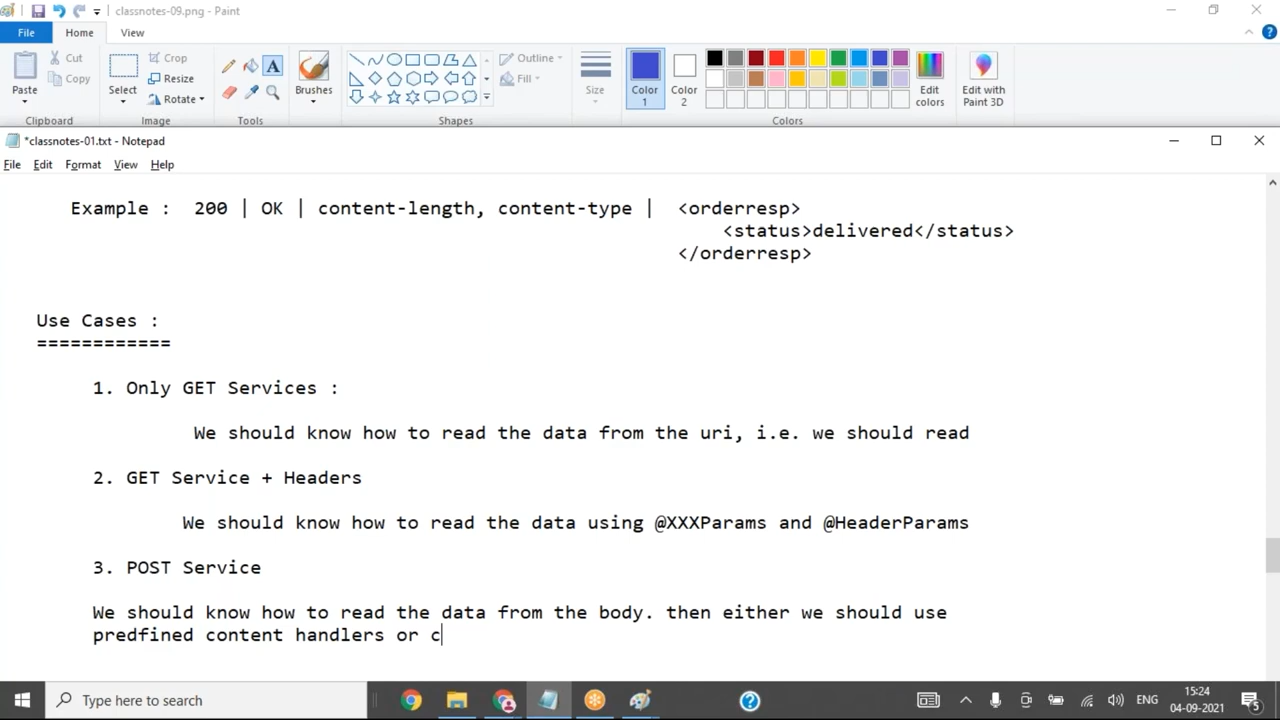 classnotes-09.png - Paint
File
Home
View
Paste
Cut
Copy
Clipboard
Select
Crop
Resize
Rotate
Image
A
Tools
Brushes
Outline
Fill
Shapes
Size
Color 1
Color 2
Edit colors
Edit with Paint 3D
Colors
*classnotes-01.txt - Notepad
File Edit Format View Help
Example : 200 | OK | content-length, content-type | <orderresp>
<status>delivered</status>
</orderresp>
Use Cases :
============
1. Only GET Services :
We should know how to read the data from the uri, i.e. we should read
2. GET Service + Headers
We should know how to read the data using @XXXParams and @HeaderParams
3. POST Service
We should know how to read the data from the body. then either we should use
predfined content handlers or c
Type here to search
ENG
15:24
04-09-2021
5